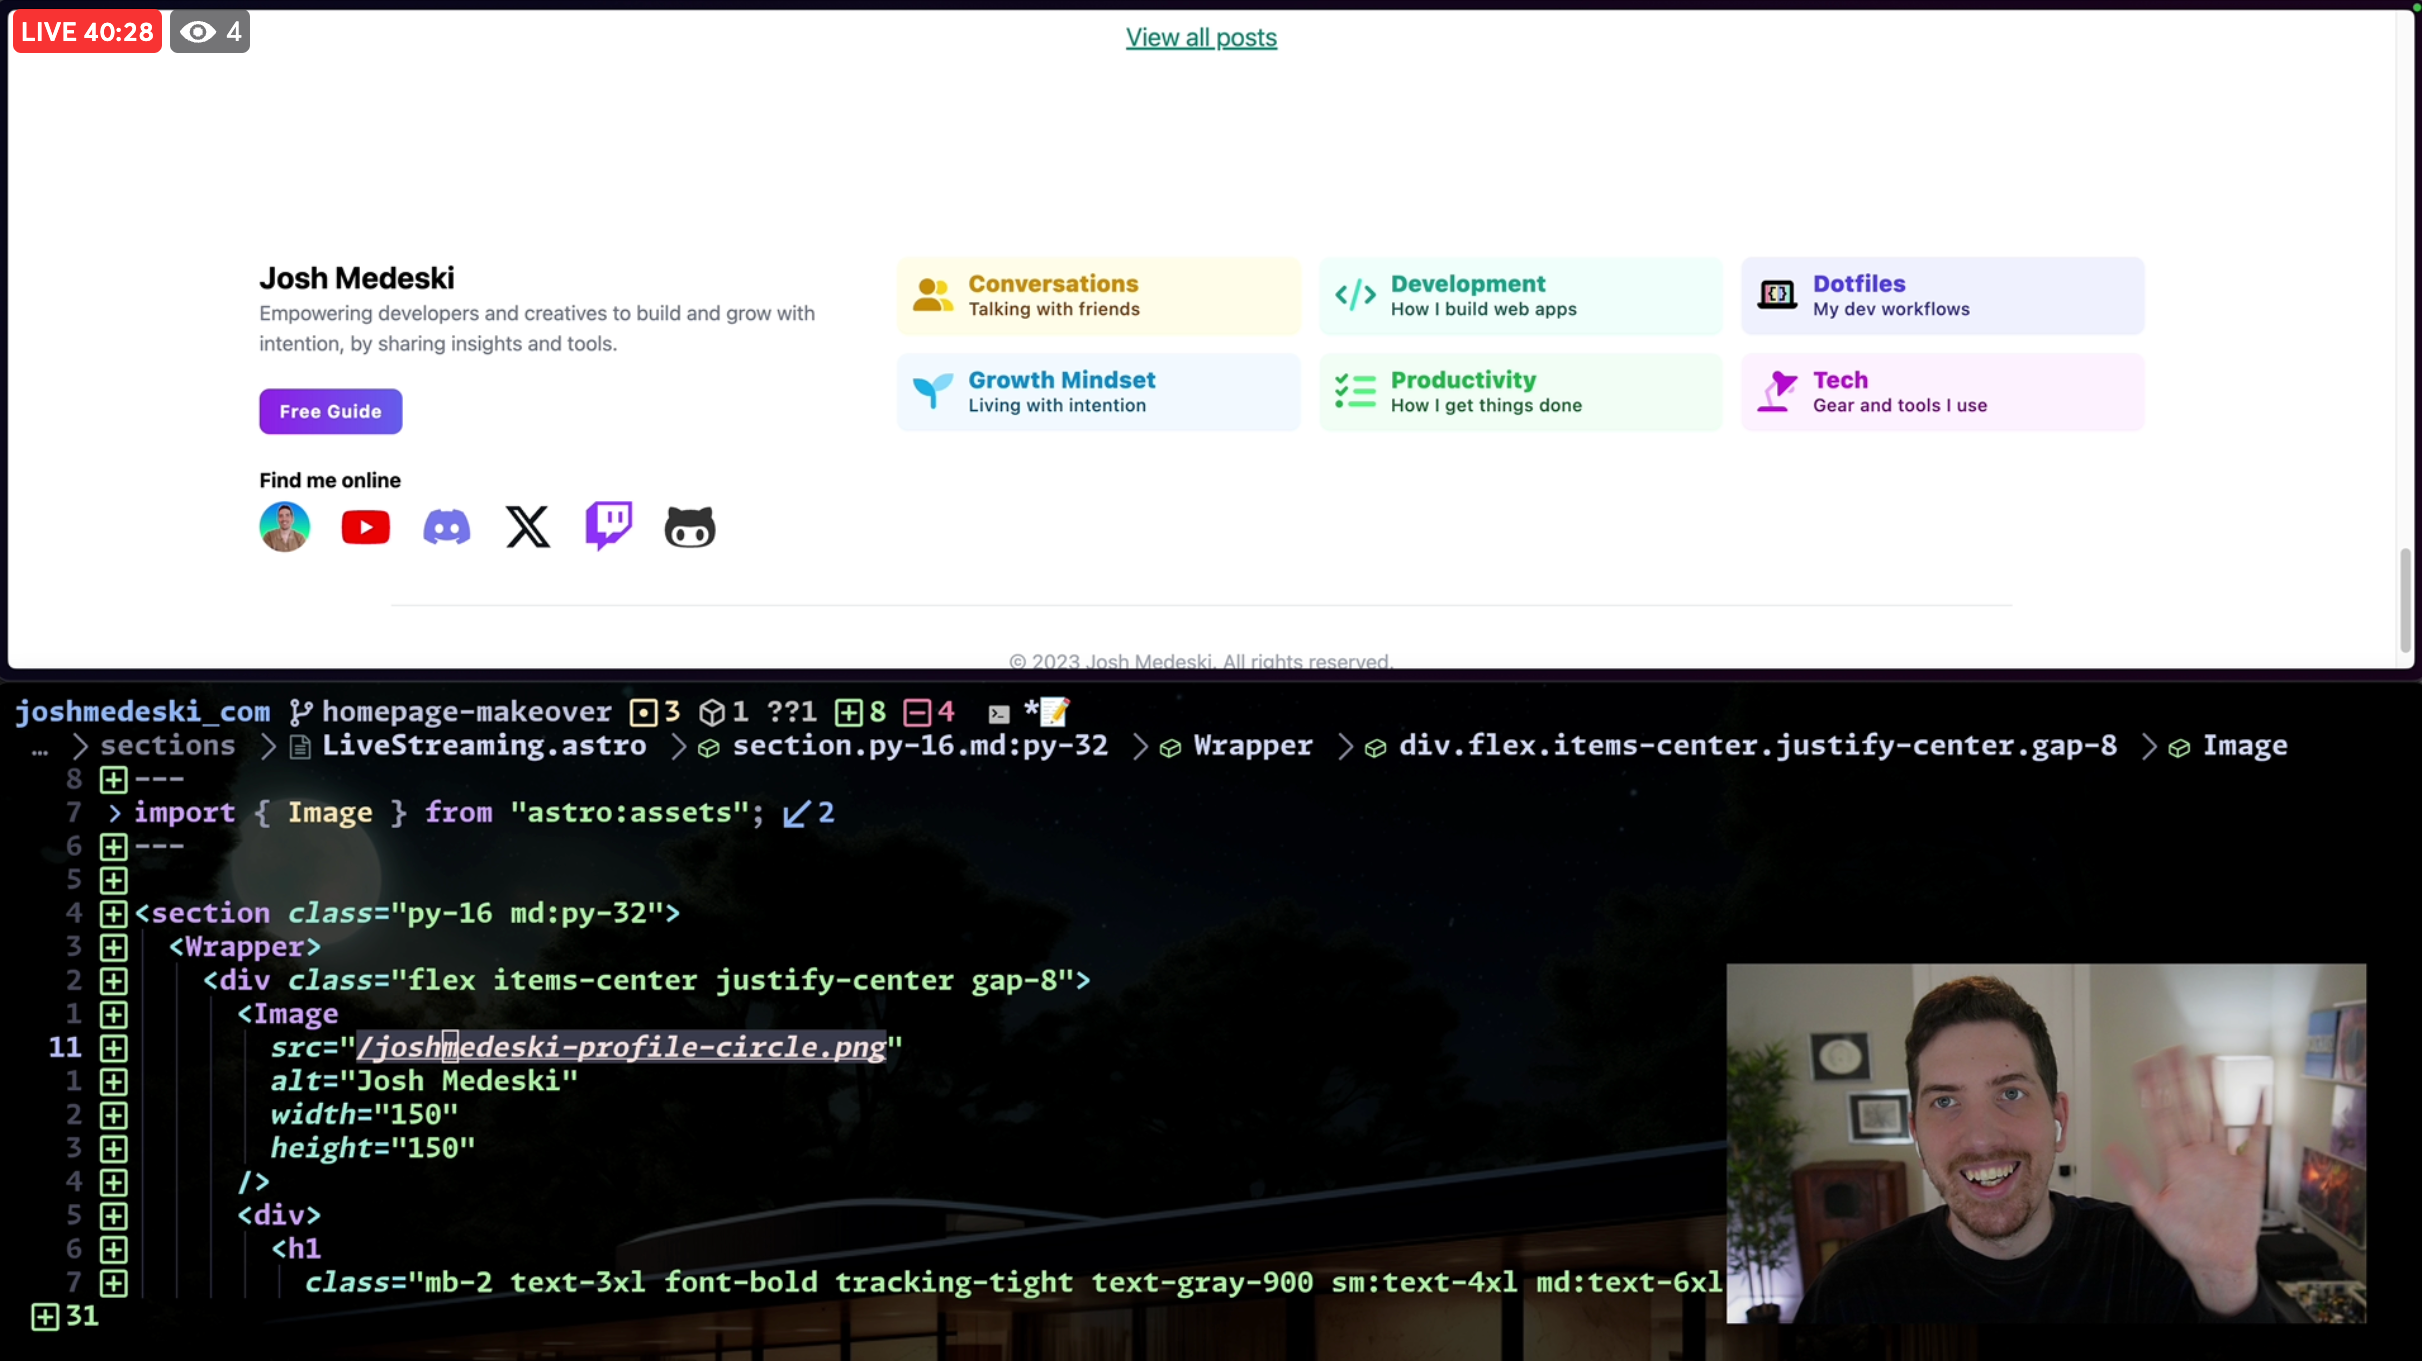 LIVE 40:28 4
View all posts
Josh Medeski
Empowering developers and creatives to build and grow with
intention, by sharing insights and tools.
Free Guide
Find me online
Conversations
Talking with friends
Development
How I build web apps
Dotfiles
My dev workflows
Growth Mindset
Living with intention
Productivity
How I get things done
Tech
Gear and tools I use
© 2023 Josh Medeski. All rights reserved.
joshmedeski_com homepage-makeover 3 1 ??1 8 4 *
… > sections > LiveStreaming.astro > section.py-16.md:py-32 > Wrapper > div.flex.items-center.justify-center.gap-8 > Image
8 ---
7 > import { Image } from "astro:assets"; ↙2
6 ---
5
4 <section class="py-16 md:py-32">
3 <Wrapper>
2 <div class="flex items-center justify-center gap-8">
1 <Image
11 src="/joshmedeski-profile-circle.png"
1 alt="Josh Medeski"
2 width="150"
3 height="150"
4 />
5 <div>
6 <h1
7 class="mb-2 text-3xl font-bold tracking-tight text-gray-900 sm:text-4xl md:text-6xl
31